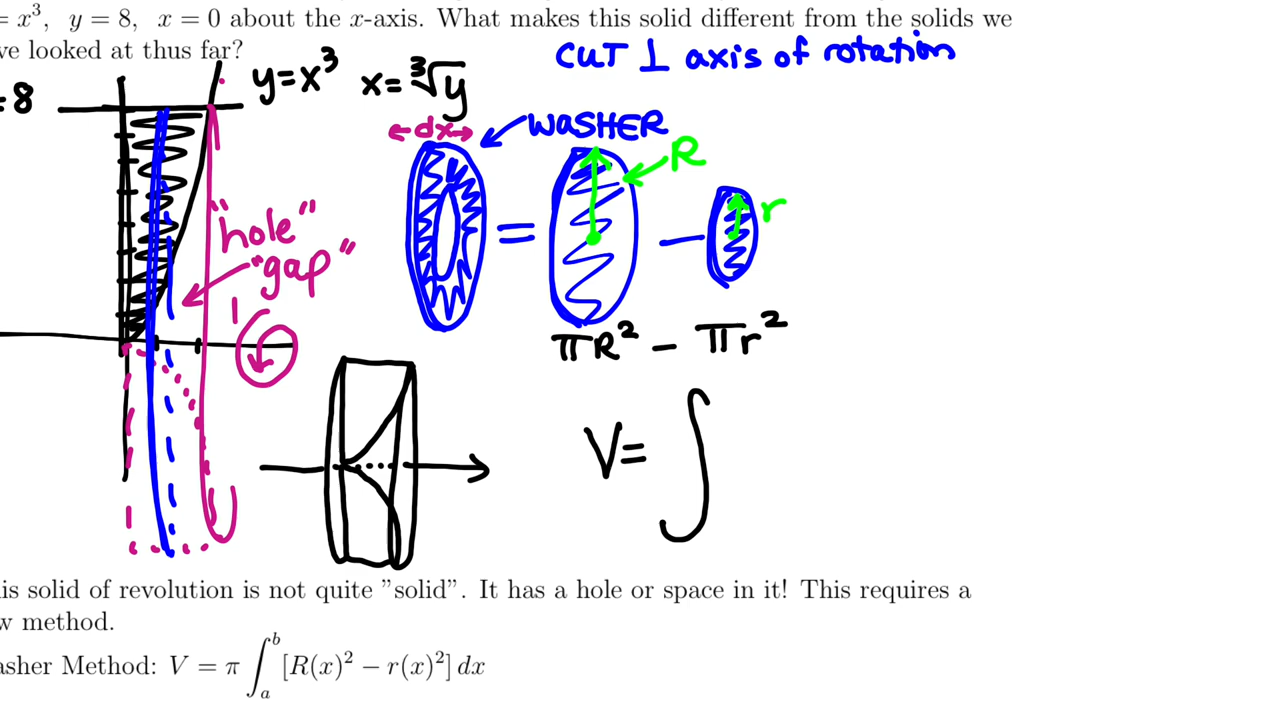 = x³, y = 8, x = 0 about the x-axis. What makes this solid different from the solids we
ve looked at thus far?
CUT ⊥ axis of rotation
= 8
y=x³ x=∛y
dx
WASHER
R
r
"hole"
"gap"
=
−
πR² − πr²
V= ∫
is solid of revolution is not quite "solid". It has a hole or space in it! This requires a
w method.
asher Method: V = π ∫ₐᵇ [R(x)² − r(x)²] dx